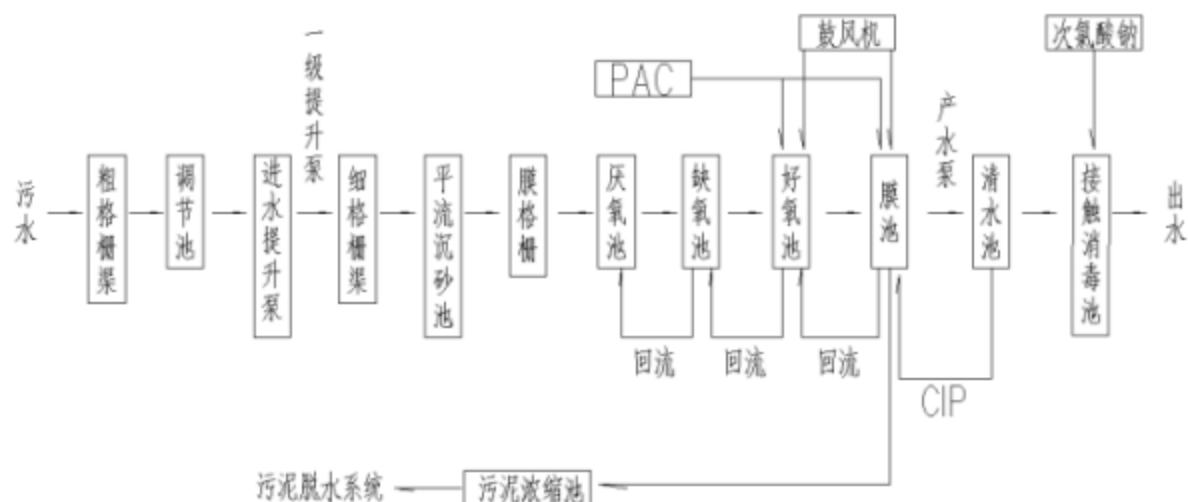 鼓风机
次氯酸钠
PAC
一级提升泵
产水泵
污水
粗格栅渠
调节池
进水提升泵
细格栅渠
平流沉砂池
膜格栅
厌氧池
缺氧池
好氧池
膜池
清水池
接触消毒池
出水
回流
回流
回流
CIP
污泥脱水系统
污泥浓缩池